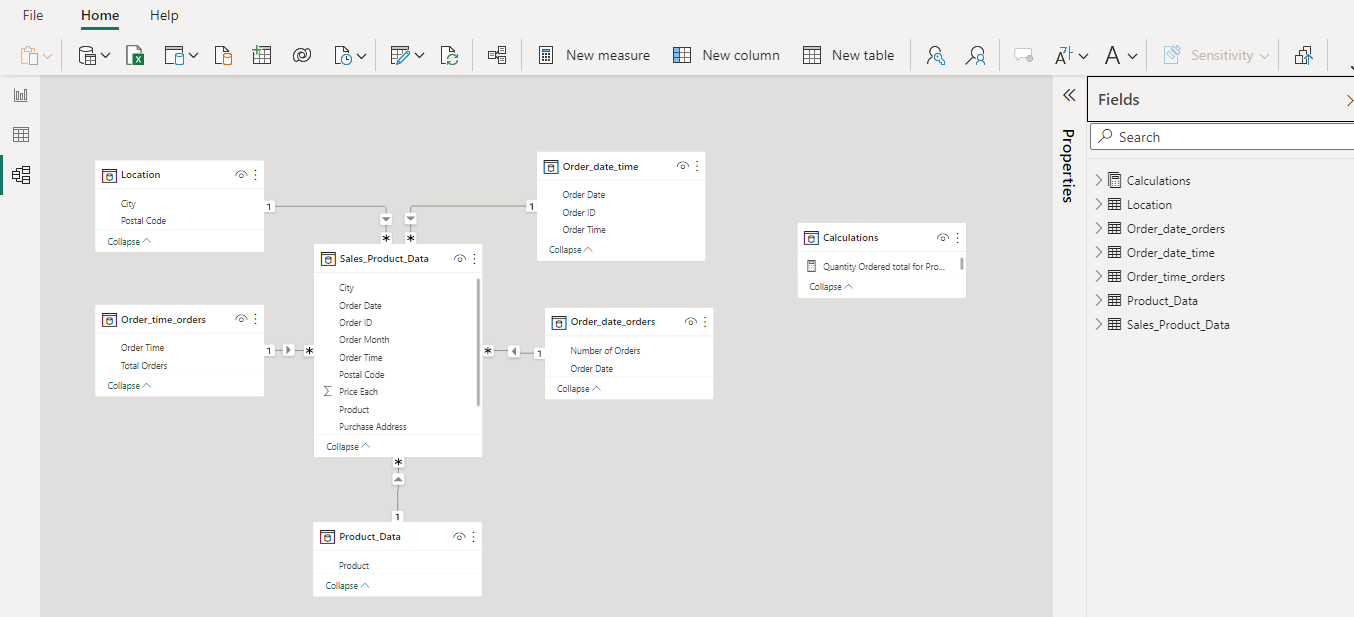 File Home Help
New measure New column New table Sensitivity
Fields
Search
Properties
Calculations
Location
Order_date_orders
Order_date_time
Order_time_orders
Product_Data
Sales_Product_Data
Location
City
Postal Code
Collapse
1
*
Order_date_time
Order Date
Order ID
Order Time
Collapse
1
*
Calculations
Quantity Ordered total for Pro...
Collapse
Sales_Product_Data
City
Order Date
Order ID
Order Month
Order Time
Postal Code
Σ Price Each
Product
Purchase Address
Collapse
Order_time_orders
Order Time
Total Orders
Collapse
1
*
Order_date_orders
Number of Orders
Order Date
Collapse
*
1
*
1
Product_Data
Product
Collapse